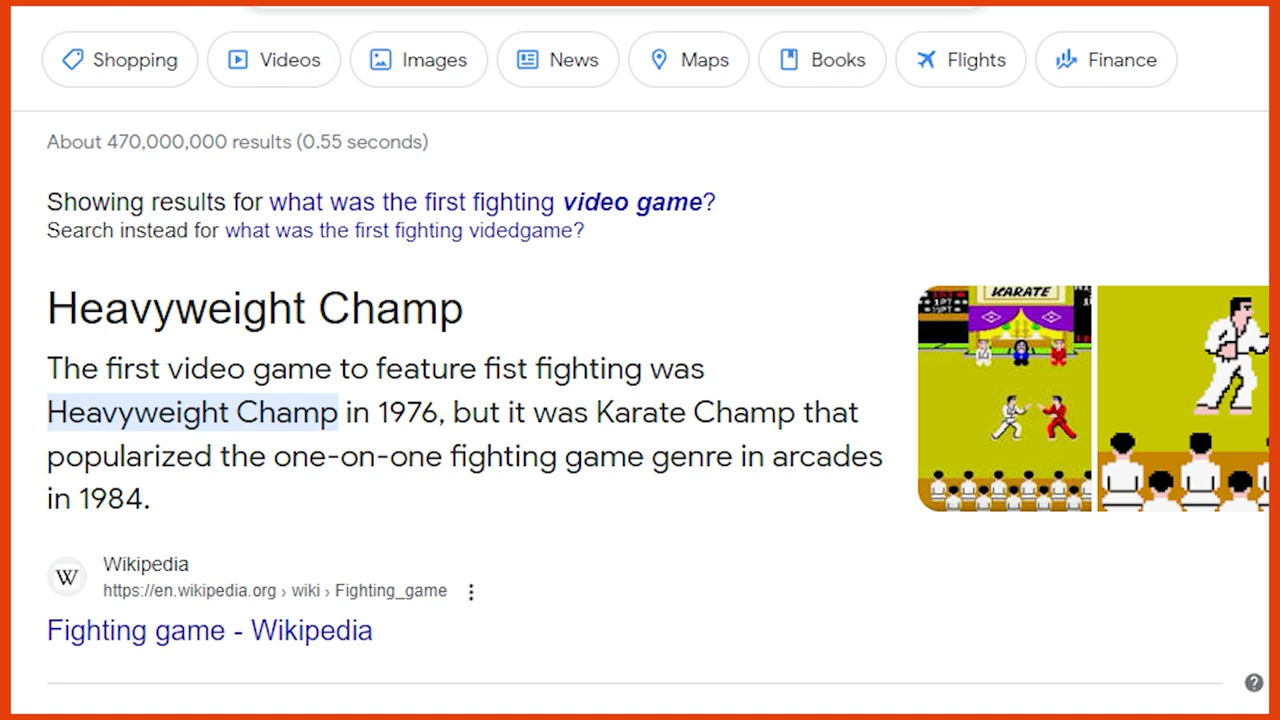 Shopping
Videos
Images
News
Maps
Books
Flights
Finance
About 470,000,000 results (0.55 seconds)
Showing results for what was the first fighting video game?
Search instead for what was the first fighting videdgame?
Heavyweight Champ
The first video game to feature fist fighting was
Heavyweight Champ in 1976, but it was Karate Champ that
popularized the one-on-one fighting game genre in arcades
in 1984.
KARATE
W
Wikipedia
https://en.wikipedia.org › wiki › Fighting_game
Fighting game - Wikipedia
?